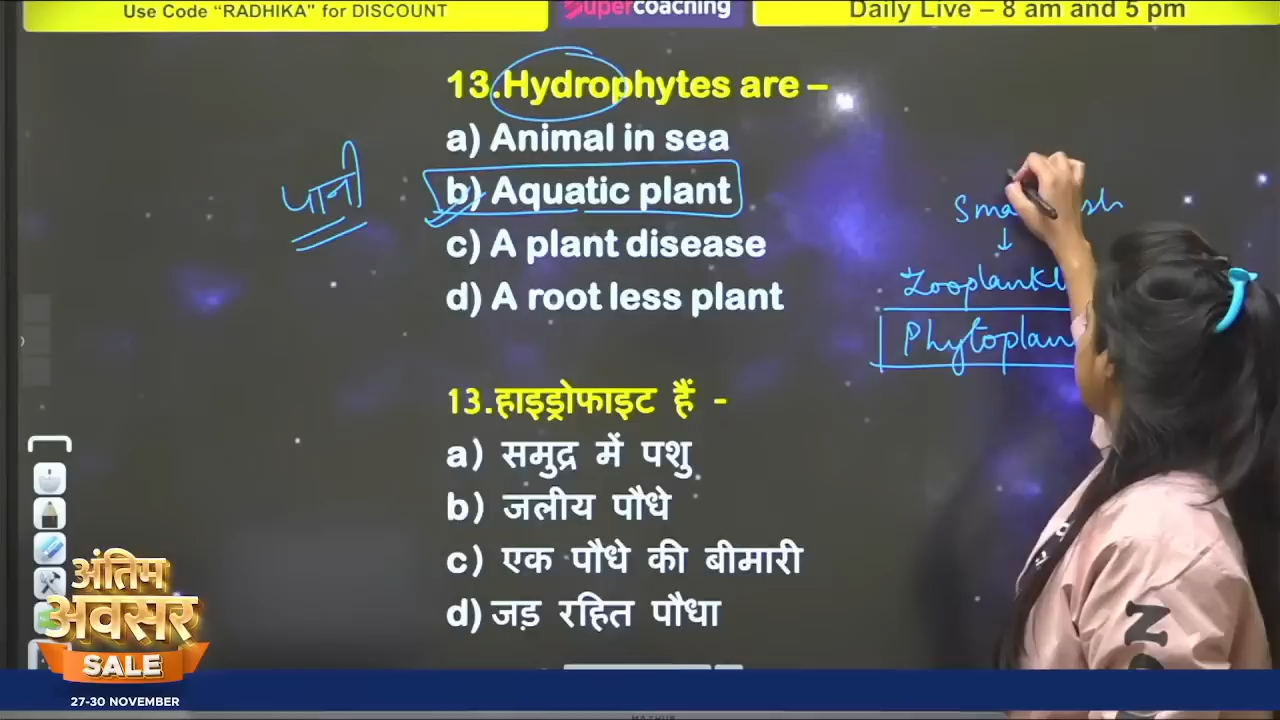 Use Code “RADHIKA” for DISCOUNT
supercoaching
Daily Live – 8 am and 5 pm
13.Hydrophytes are –
a) Animal in sea
b) Aquatic plant
c) A plant disease
d) A root less plant
पानी
Phytoplan
13.हाइड्रोफाइट हैं -
a) समुद्र में पशु
b) जलीय पौधे
c) एक पौधे की बीमारी
d) जड़ रहित पौधा
अंतिम
अवसर
SALE
27-30 NOVEMBER